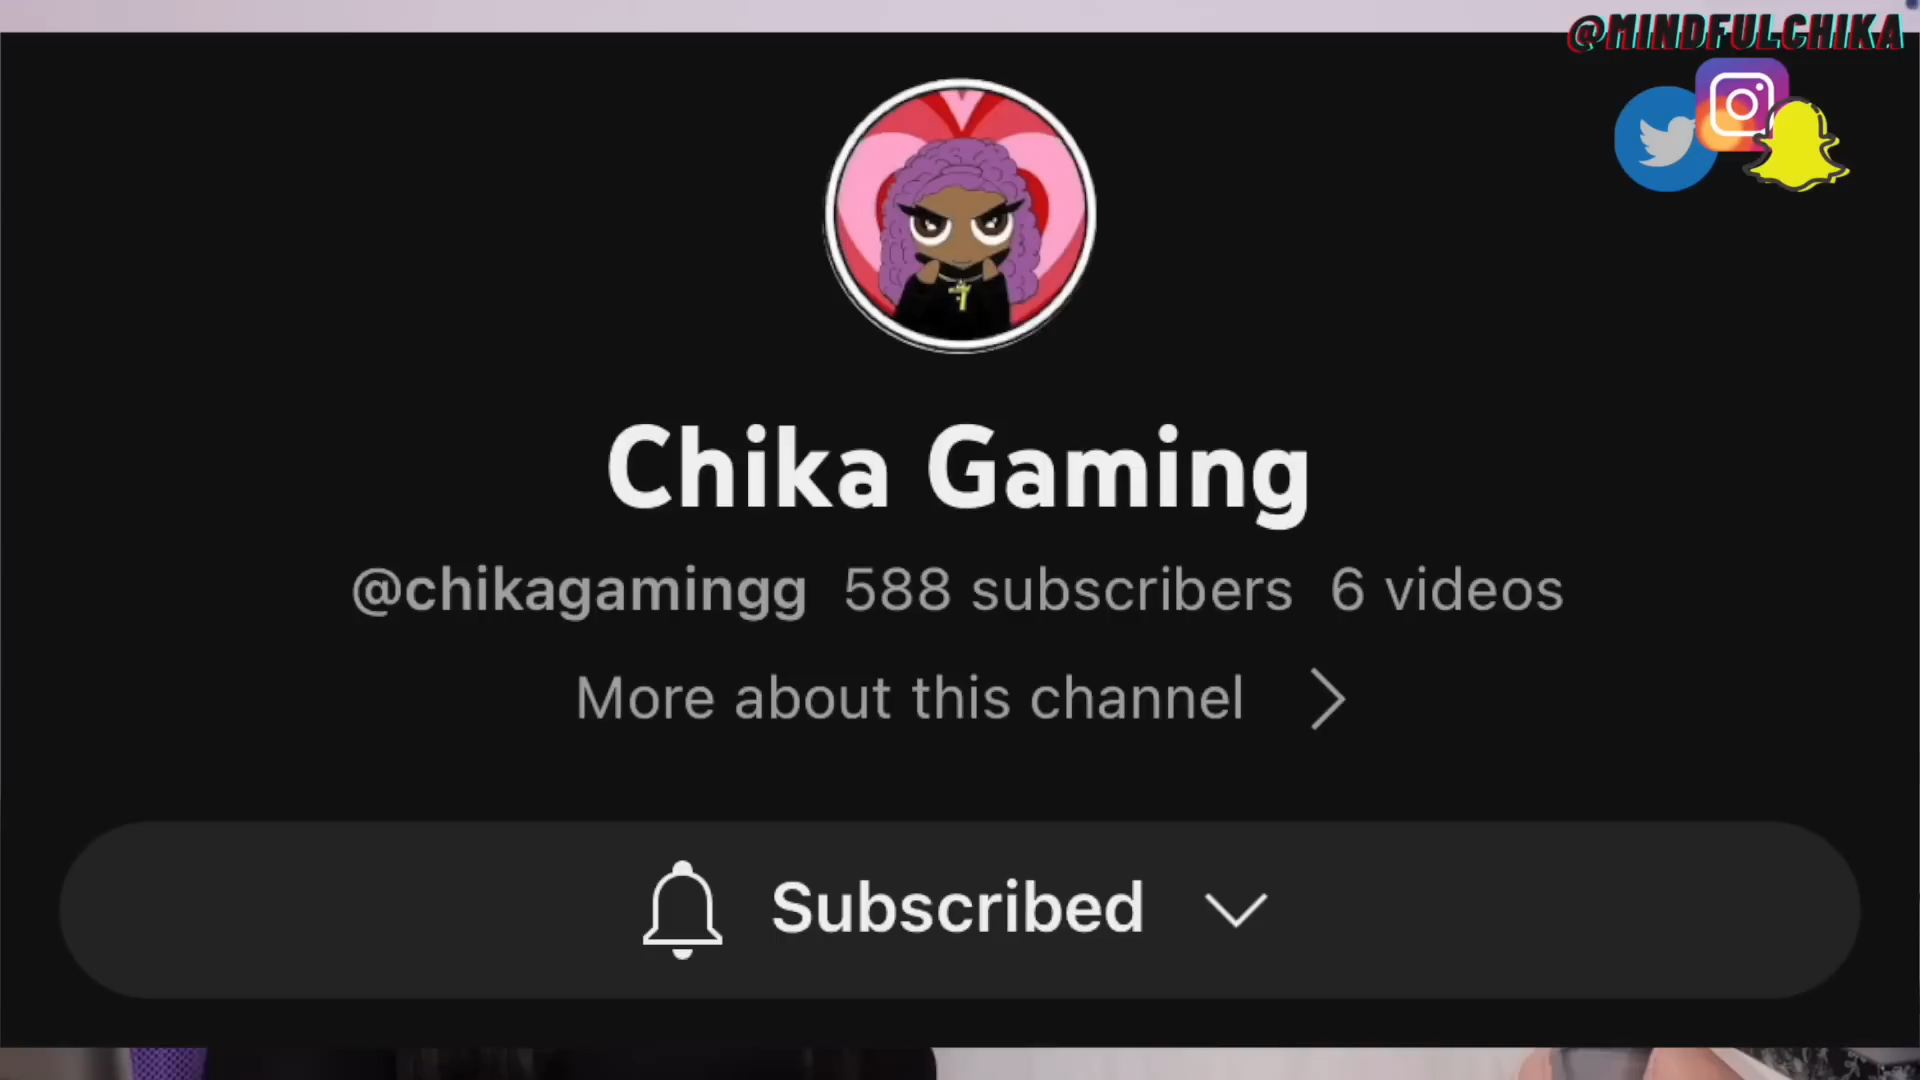 @MINDFULCHIKA
Chika Gaming
@chikagamingg 588 subscribers 6 videos
More about this channel
Subscribed